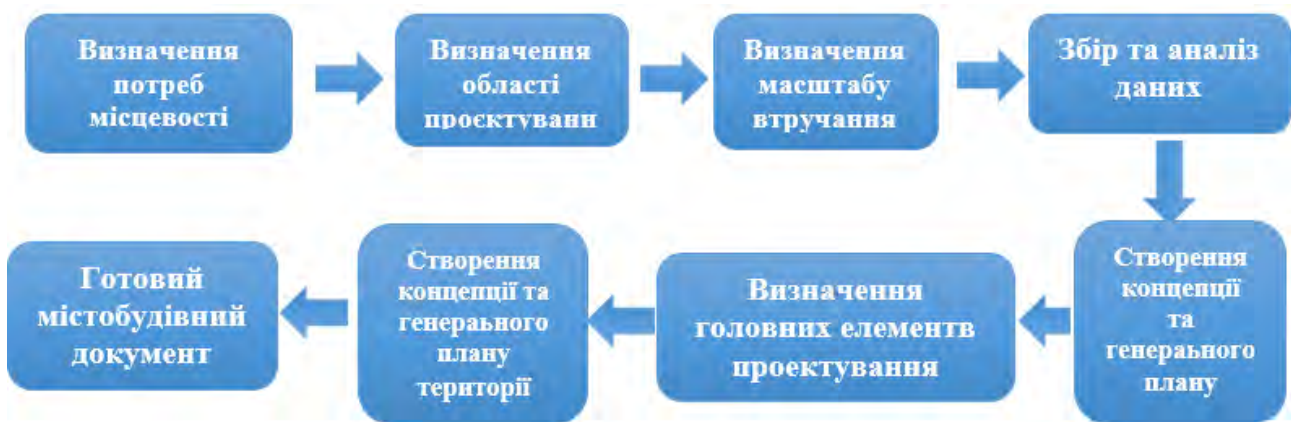 Визначення
потреб
місцевості
Визначення
області
проєктуванн
Визначення
масштабу
втручання
Збір та аналіз
даних
Створення
концепції
та
генераьного
плану
Визначення
головних елементв
проектування
Створення
концепції та
генераьного
плану
території
Готовий
містобудівний
документ